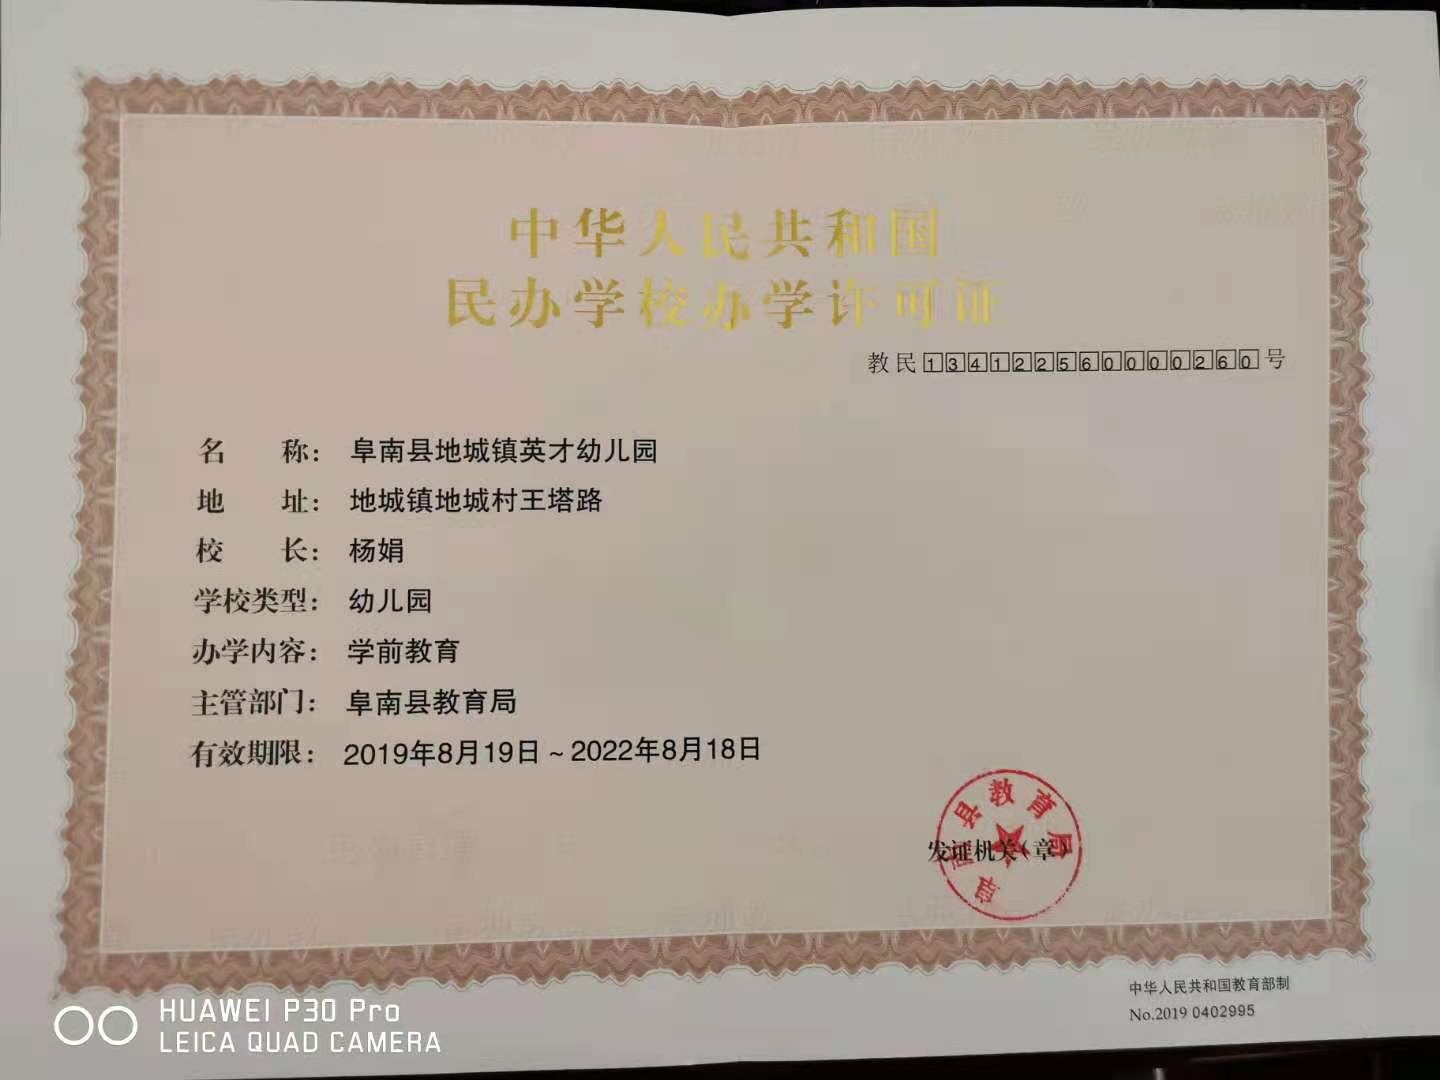 中华人民共和国
民办学校办学许可证
教民134122560000260号
名 称： 阜南县地城镇英才幼儿园
地 址： 地城镇地城村王塔路
校 长： 杨娟
学校类型： 幼儿园
办学内容： 学前教育
主管部门： 阜南县教育局
有效期限： 2019年8月19日～2022年8月18日
阜南县教育局
发证机关（章）
中华人民共和国教育部制
No.2019 0402995
HUAWEI P30 Pro
LEICA QUAD CAMERA